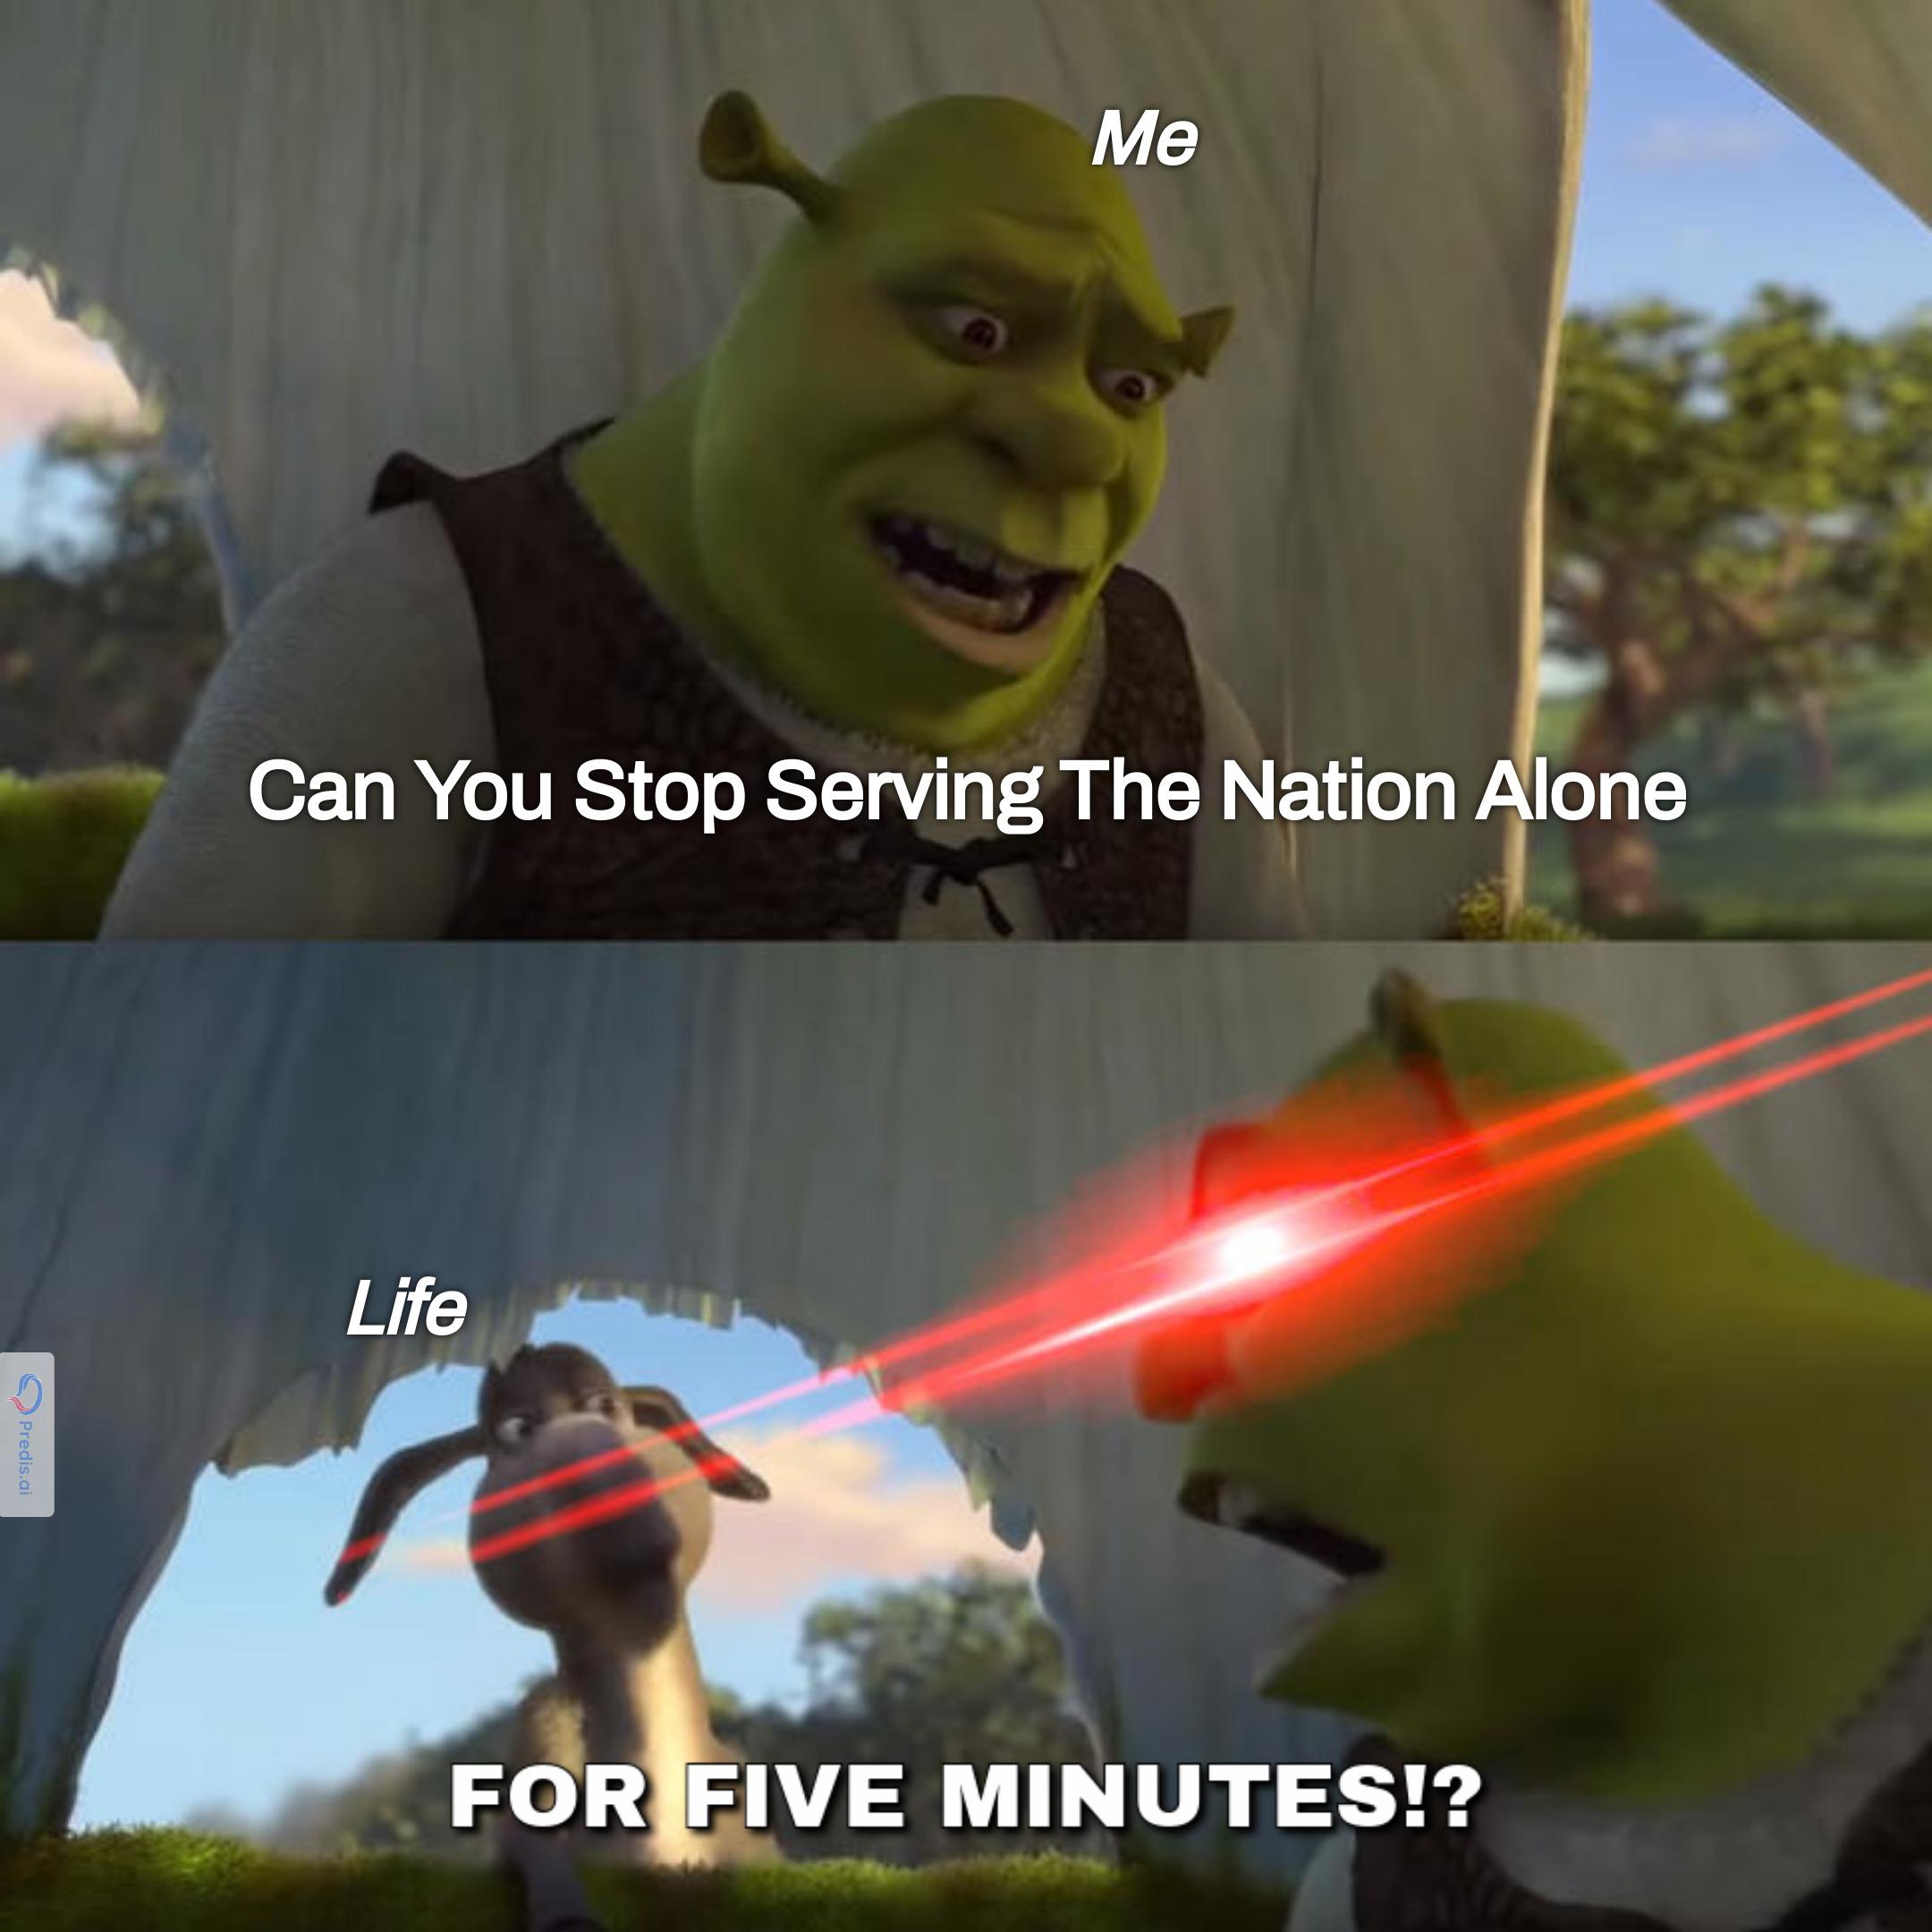 Me
Can You Stop Serving The Nation Alone
Life
Predis.ai
FOR FIVE MINUTES!?